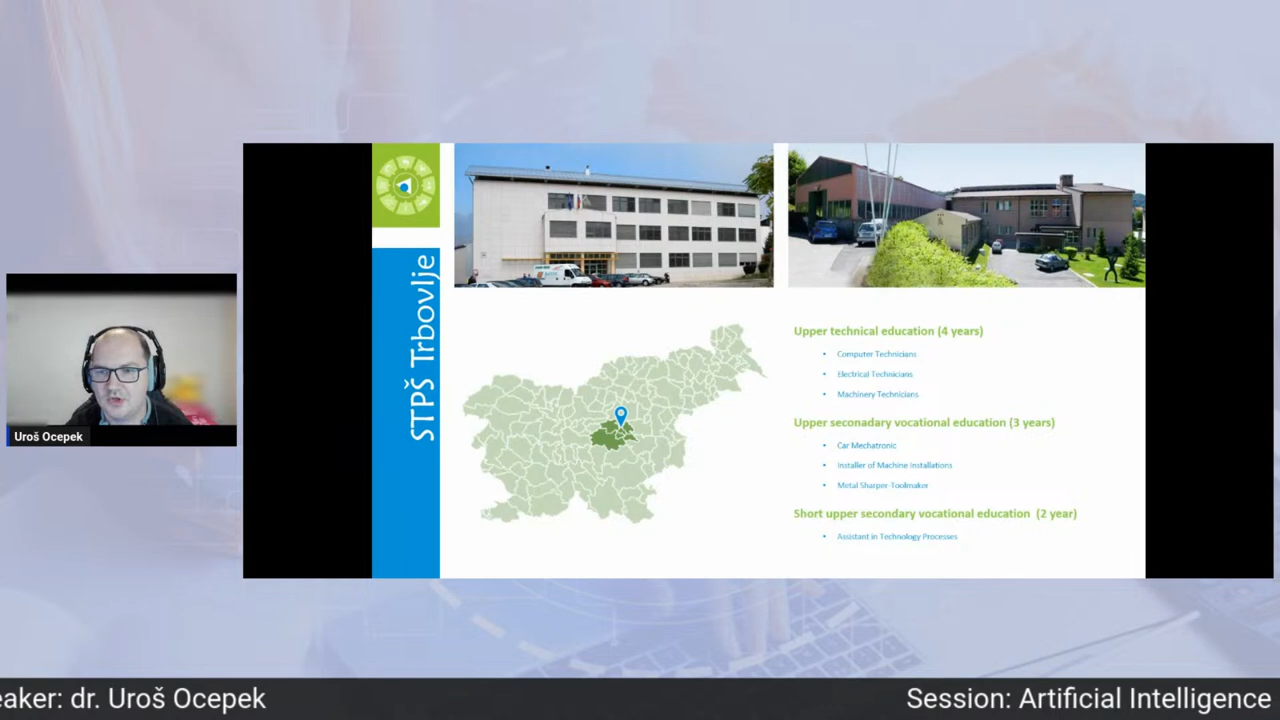 STPŠ Trbovlje
Upper technical education (4 years)
• Computer Technicians
• Electrical Technicians
• Machinery Technicians
Upper seconadary vocational education (3 years)
• Car Mechatronic
• Installer of Machine Installations
• Metal Sharper-Toolmaker
Short upper secondary vocational education (2 year)
• Assistant in Technology Processes
Uroš Ocepek
eaker: dr. Uroš Ocepek
Session: Artificial Intelligence